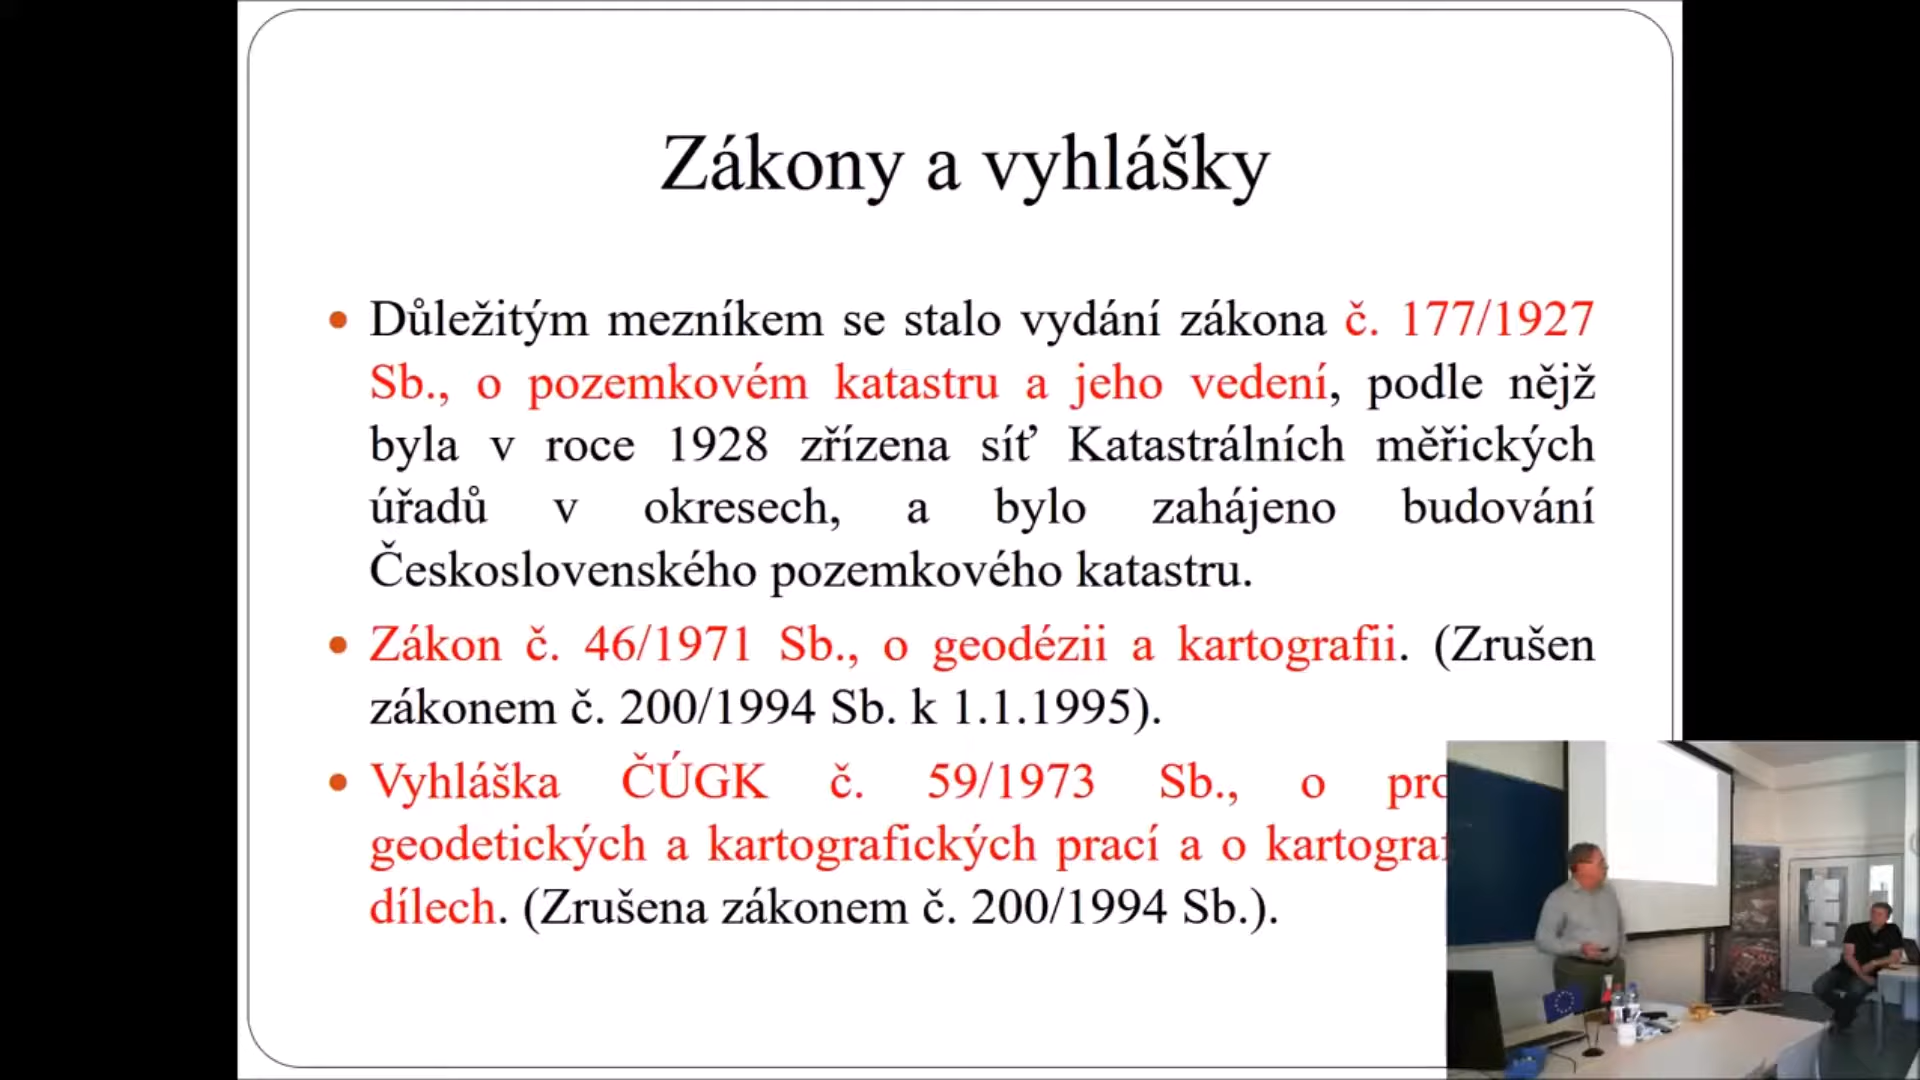 Zákony a vyhlášky
• Důležitým mezníkem se stalo vydání zákona č. 177/1927
Sb., o pozemkovém katastru a jeho vedení, podle nějž
byla v roce 1928 zřízena síť Katastrálních měřických
úřadů v okresech, a bylo zahájeno budování
Československého pozemkového katastru.
• Zákon č. 46/1971 Sb., o geodézii a kartografii. (Zrušen
zákonem č. 200/1994 Sb. k 1.1.1995).
• Vyhláška ČÚGK č. 59/1973 Sb., o
geodetických a kartografických prací a o
dílech. (Zrušena zákonem č. 200/1994 Sb.).